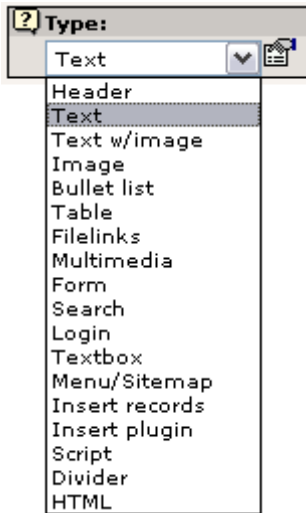 ? Type:
Text
Header
Text
Text w/image
Image
Bullet list
Table
Filelinks
Multimedia
Form
Search
Login
Textbox
Menu/Sitemap
Insert records
Insert plugin
Script
Divider
HTML